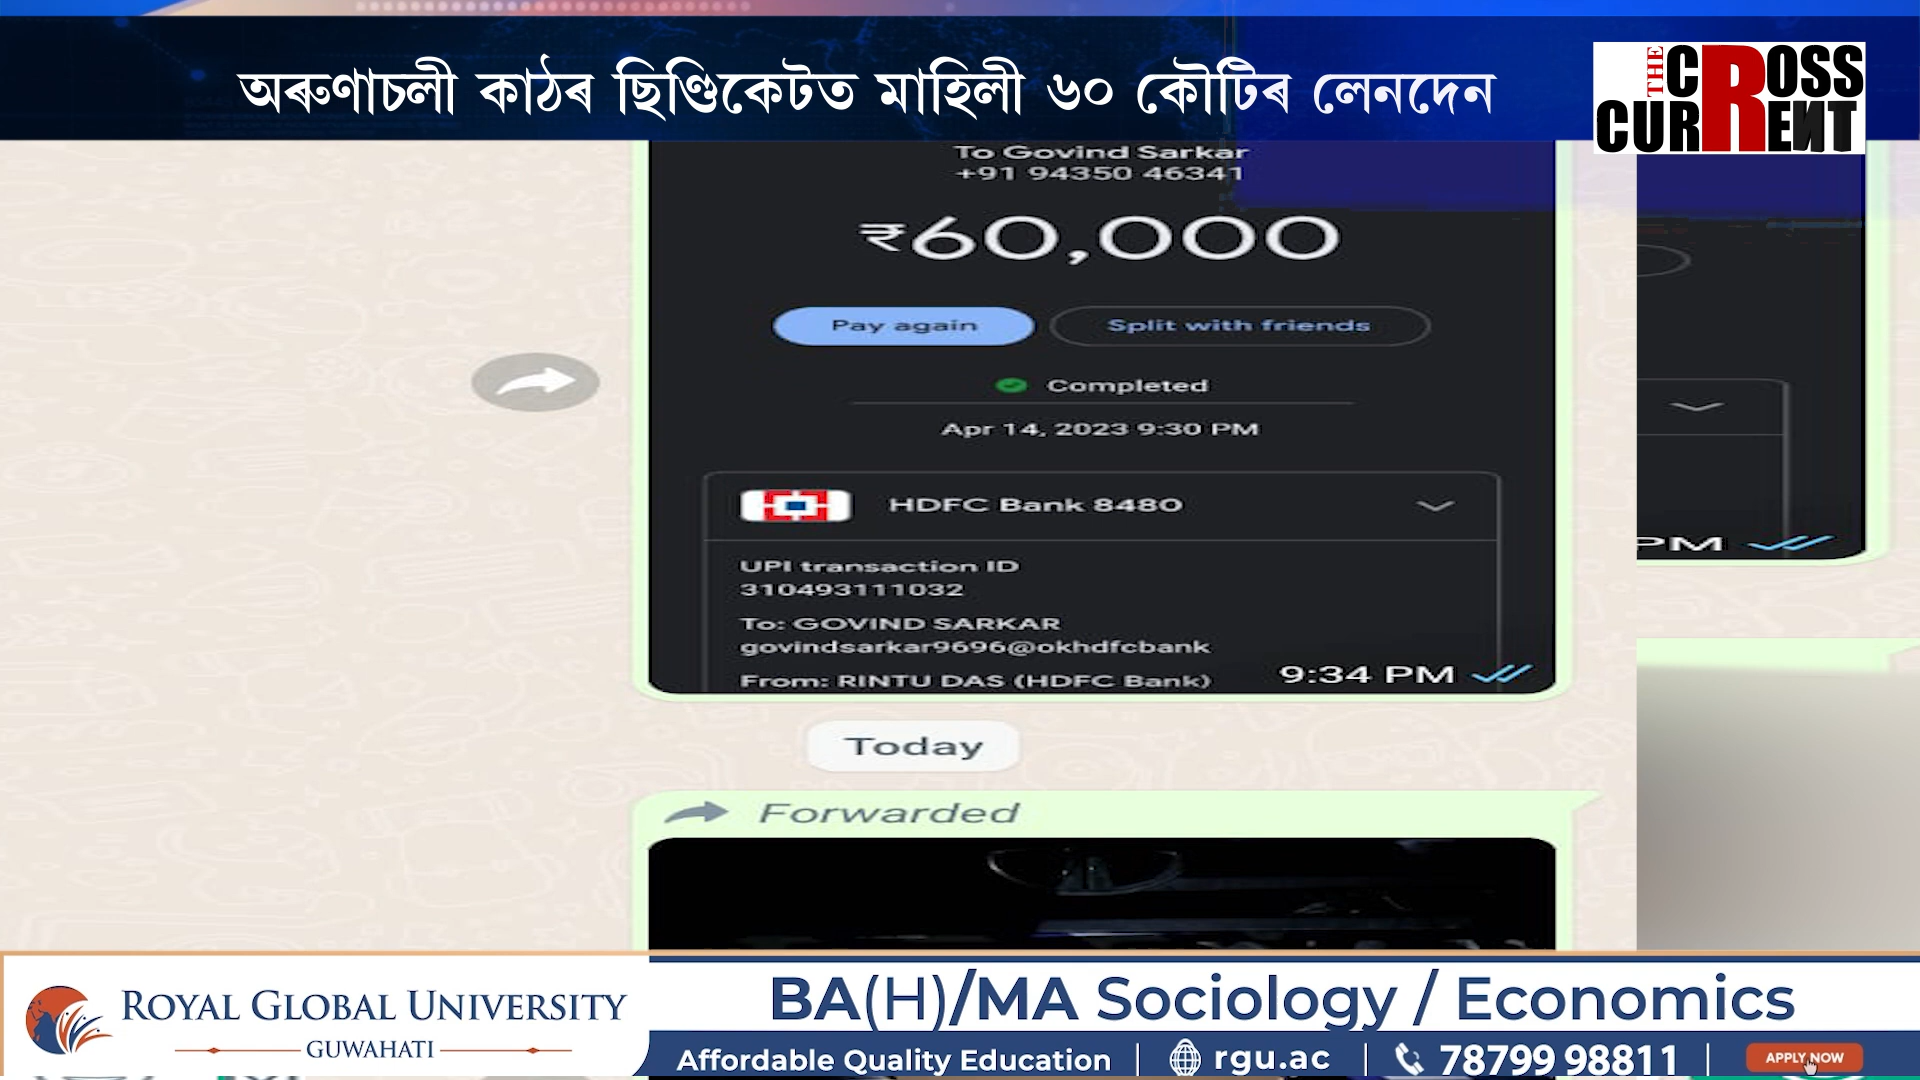 অৰুণাচলী কাঠৰ ছিণ্ডিকেটত মাহিলী ৬০ কৌটিৰ লেনদেন
THE CROSS CURRENT
To Govind Sarkar
+91 94350 46341
₹60,000
Pay again
Split with friends
Completed
Apr 14, 2023 9:30 PM
HDFC Bank 8480
UPI transaction ID
310493111032
To: GOVIND SARKAR
govindsarkar9696@okhdfcbank
From: RINTU DAS (HDFC Bank)
9:34 PM
PM
Today
Forwarded
ROYAL GLOBAL UNIVERSITY
GUWAHATI
BA(H)/MA Sociology / Economics
Affordable Quality Education | rgu.ac | 78799 98811 | APPLY NOW